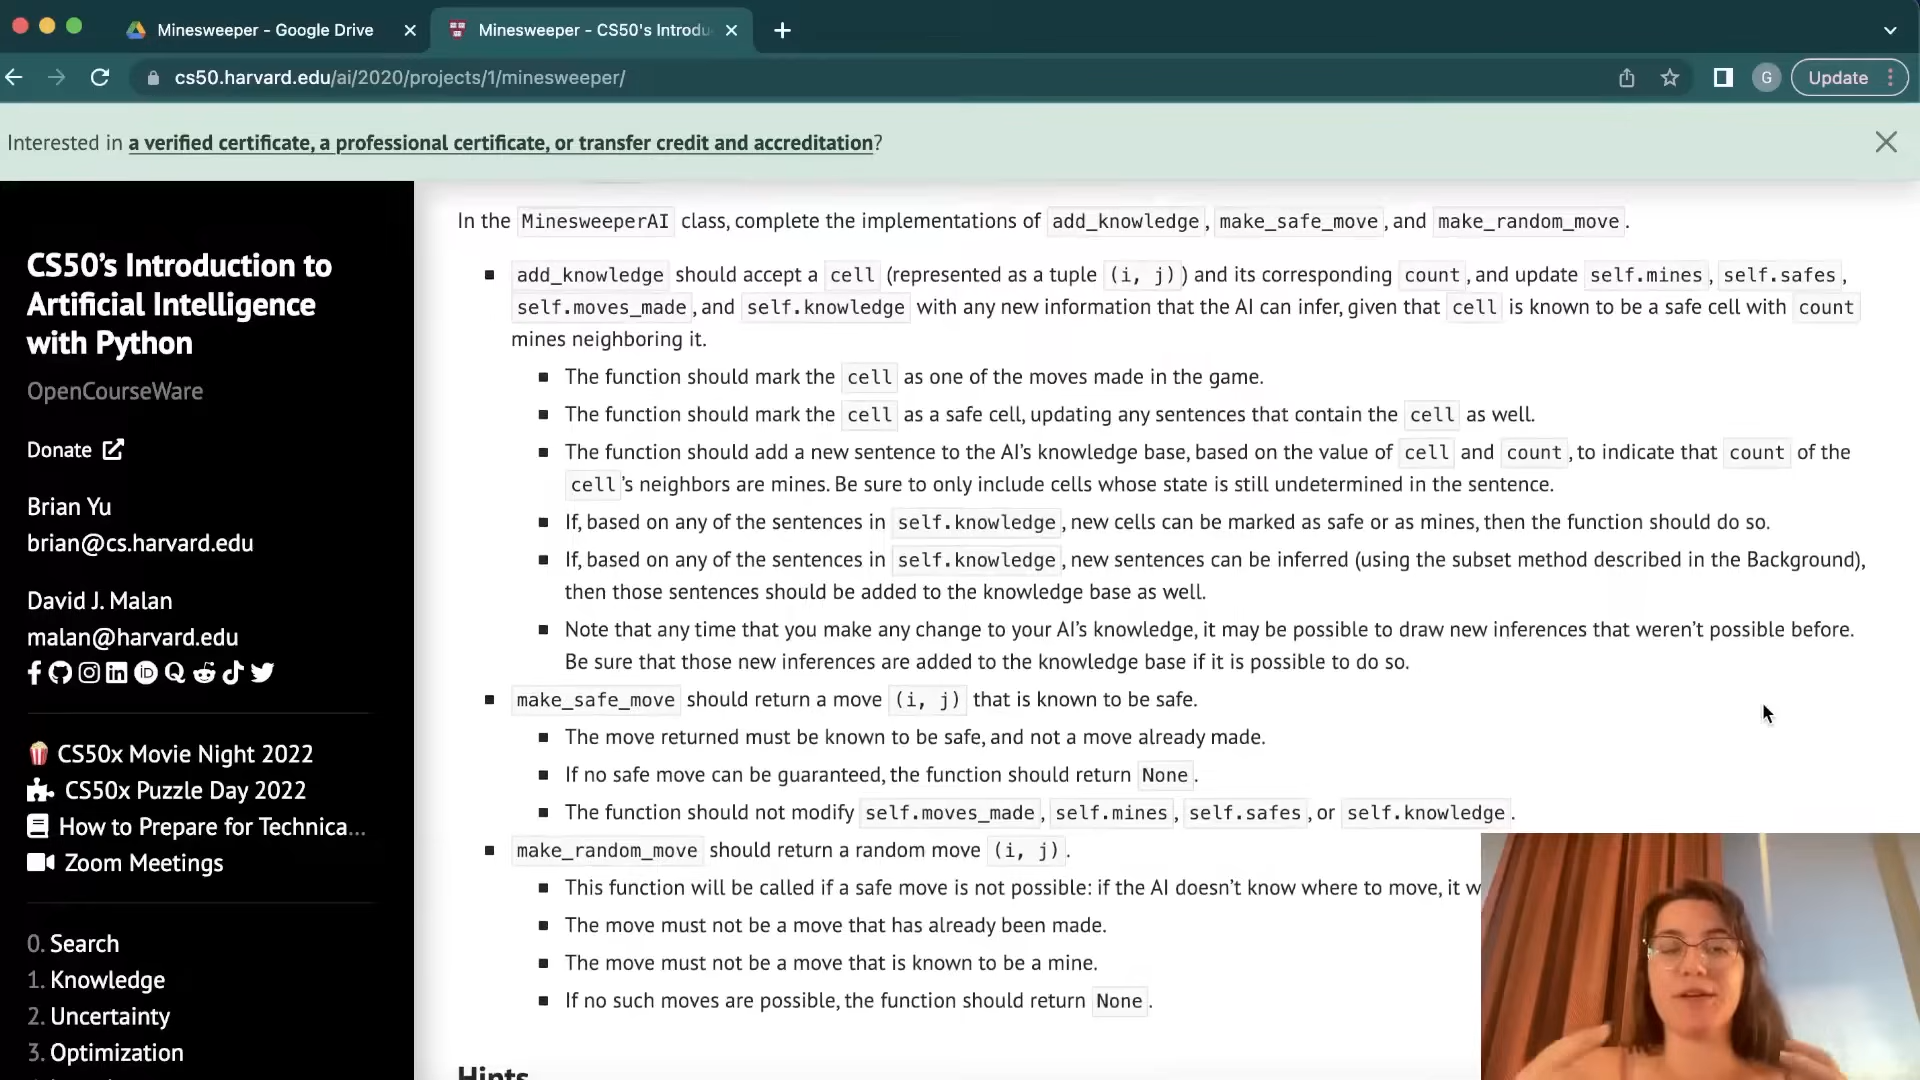 Minesweeper - Google Drive
Minesweeper - CS50's Introdu
cs50.harvard.edu/ai/2020/projects/1/minesweeper/
G
Update
Interested in a verified certificate, a professional certificate, or transfer credit and accreditation?
CS50's Introduction to
Artificial Intelligence
with Python
OpenCourseWare
Donate
Brian Yu
brian@cs.harvard.edu
David J. Malan
malan@harvard.edu
iD
CS50x Movie Night 2022
CS50x Puzzle Day 2022
How to Prepare for Technica...
Zoom Meetings
0. Search
1. Knowledge
2. Uncertainty
3. Optimization
In the MinesweeperAI class, complete the implementations of add_knowledge, make_safe_move, and make_random_move.
add_knowledge should accept a cell (represented as a tuple (i, j)) and its corresponding count, and update self.mines, self.safes,
self.moves_made, and self.knowledge with any new information that the AI can infer, given that cell is known to be a safe cell with count
mines neighboring it.
The function should mark the cell as one of the moves made in the game.
The function should mark the cell as a safe cell, updating any sentences that contain the cell as well.
The function should add a new sentence to the AI's knowledge base, based on the value of cell and count, to indicate that count of the
cell's neighbors are mines. Be sure to only include cells whose state is still undetermined in the sentence.
If, based on any of the sentences in self.knowledge, new cells can be marked as safe or as mines, then the function should do so.
If, based on any of the sentences in self.knowledge, new sentences can be inferred (using the subset method described in the Background),
then those sentences should be added to the knowledge base as well.
Note that any time that you make any change to your AI's knowledge, it may be possible to draw new inferences that weren't possible before.
Be sure that those new inferences are added to the knowledge base if it is possible to do so.
make_safe_move should return a move (i, j) that is known to be safe.
The move returned must be known to be safe, and not a move already made.
If no safe move can be guaranteed, the function should return None.
The function should not modify self.moves_made, self.mines, self.safes, or self.knowledge.
make_random_move should return a random move (i, j).
This function will be called if a safe move is not possible: if the AI doesn't know where to move, it w
The move must not be a move that has already been made.
The move must not be a move that is known to be a mine.
If no such moves are possible, the function should return None.
Hints